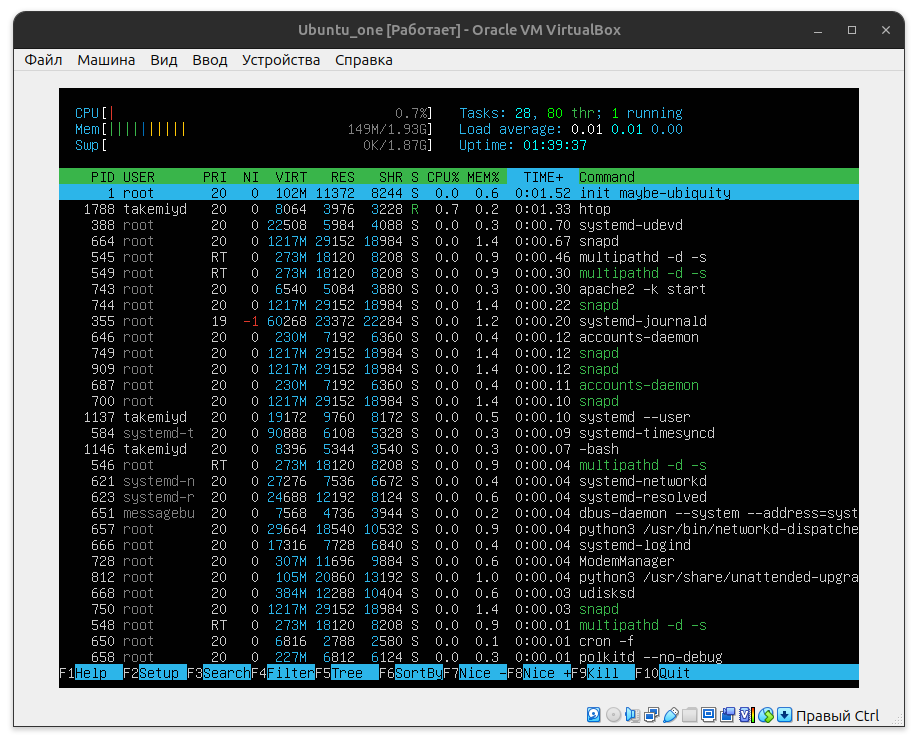 Ubuntu_one [Работает] - Oracle VM VirtualBox
Файл Машина Вид Ввод Устройства Справка
CPU[| 0.7%] Tasks: 28, 80 thr; 1 running
Mem[|||||||||| 149M/1.93G] Load average: 0.01 0.01 0.00
Swp[ 0K/1.87G] Uptime: 01:39:37
PID USER PRI NI VIRT RES SHR S CPU% MEM% TIME+ Command
1 root 20 0 102M 11372 8244 S 0.0 0.6 0:01.52 init maybe-ubiquity
1788 takemiyd 20 0 8064 3976 3228 R 0.7 0.2 0:01.33 htop
388 root 20 0 22508 5984 4088 S 0.0 0.3 0:00.70 systemd-udevd
664 root 20 0 1217M 29152 18984 S 0.0 1.4 0:00.67 snapd
545 root RT 0 273M 18120 8208 S 0.0 0.9 0:00.46 multipathd -d -s
549 root RT 0 273M 18120 8208 S 0.0 0.9 0:00.30 multipathd -d -s
743 root 20 0 6540 5084 3880 S 0.0 0.3 0:00.30 apache2 -k start
744 root 20 0 1217M 29152 18984 S 0.0 1.4 0:00.22 snapd
355 root 19 -1 60268 23372 22284 S 0.0 1.2 0:00.20 systemd-journald
646 root 20 0 230M 7192 6360 S 0.0 0.4 0:00.12 accounts-daemon
749 root 20 0 1217M 29152 18984 S 0.0 1.4 0:00.12 snapd
909 root 20 0 1217M 29152 18984 S 0.0 1.4 0:00.12 snapd
687 root 20 0 230M 7192 6360 S 0.0 0.4 0:00.11 accounts-daemon
700 root 20 0 1217M 29152 18984 S 0.0 1.4 0:00.10 snapd
1137 takemiyd 20 0 19172 9760 8172 S 0.0 0.5 0:00.10 systemd --user
584 systemd-t 20 0 90888 6108 5328 S 0.0 0.3 0:00.09 systemd-timesyncd
1146 takemiyd 20 0 8396 5344 3540 S 0.0 0.3 0:00.07 -bash
546 root RT 0 273M 18120 8208 S 0.0 0.9 0:00.04 multipathd -d -s
621 systemd-n 20 0 27276 7536 6672 S 0.0 0.4 0:00.04 systemd-networkd
623 systemd-r 20 0 24688 12192 8124 S 0.0 0.6 0:00.04 systemd-resolved
651 messagebu 20 0 7568 4736 3944 S 0.0 0.2 0:00.04 dbus-daemon --system --address=syst
657 root 20 0 29664 18540 10532 S 0.0 0.9 0:00.04 python3 /usr/bin/networkd-dispatche
666 root 20 0 17316 7728 6840 S 0.0 0.4 0:00.04 systemd-logind
728 root 20 0 307M 11696 9884 S 0.0 0.6 0:00.04 ModemManager
812 root 20 0 105M 20860 13192 S 0.0 1.0 0:00.04 python3 /usr/share/unattended-upgra
668 root 20 0 384M 12288 10404 S 0.0 0.6 0:00.03 udisksd
750 root 20 0 1217M 29152 18984 S 0.0 1.4 0:00.03 snapd
548 root RT 0 273M 18120 8208 S 0.0 0.9 0:00.01 multipathd -d -s
650 root 20 0 6816 2788 2580 S 0.0 0.1 0:00.01 cron -f
658 root 20 0 227M 6812 6124 S 0.0 0.3 0:00.01 polkitd --no-debug
F1Help F2Setup F3SearchF4FilterF5Tree F6SortByF7Nice -F8Nice +F9Kill F10Quit
Правый Ctrl